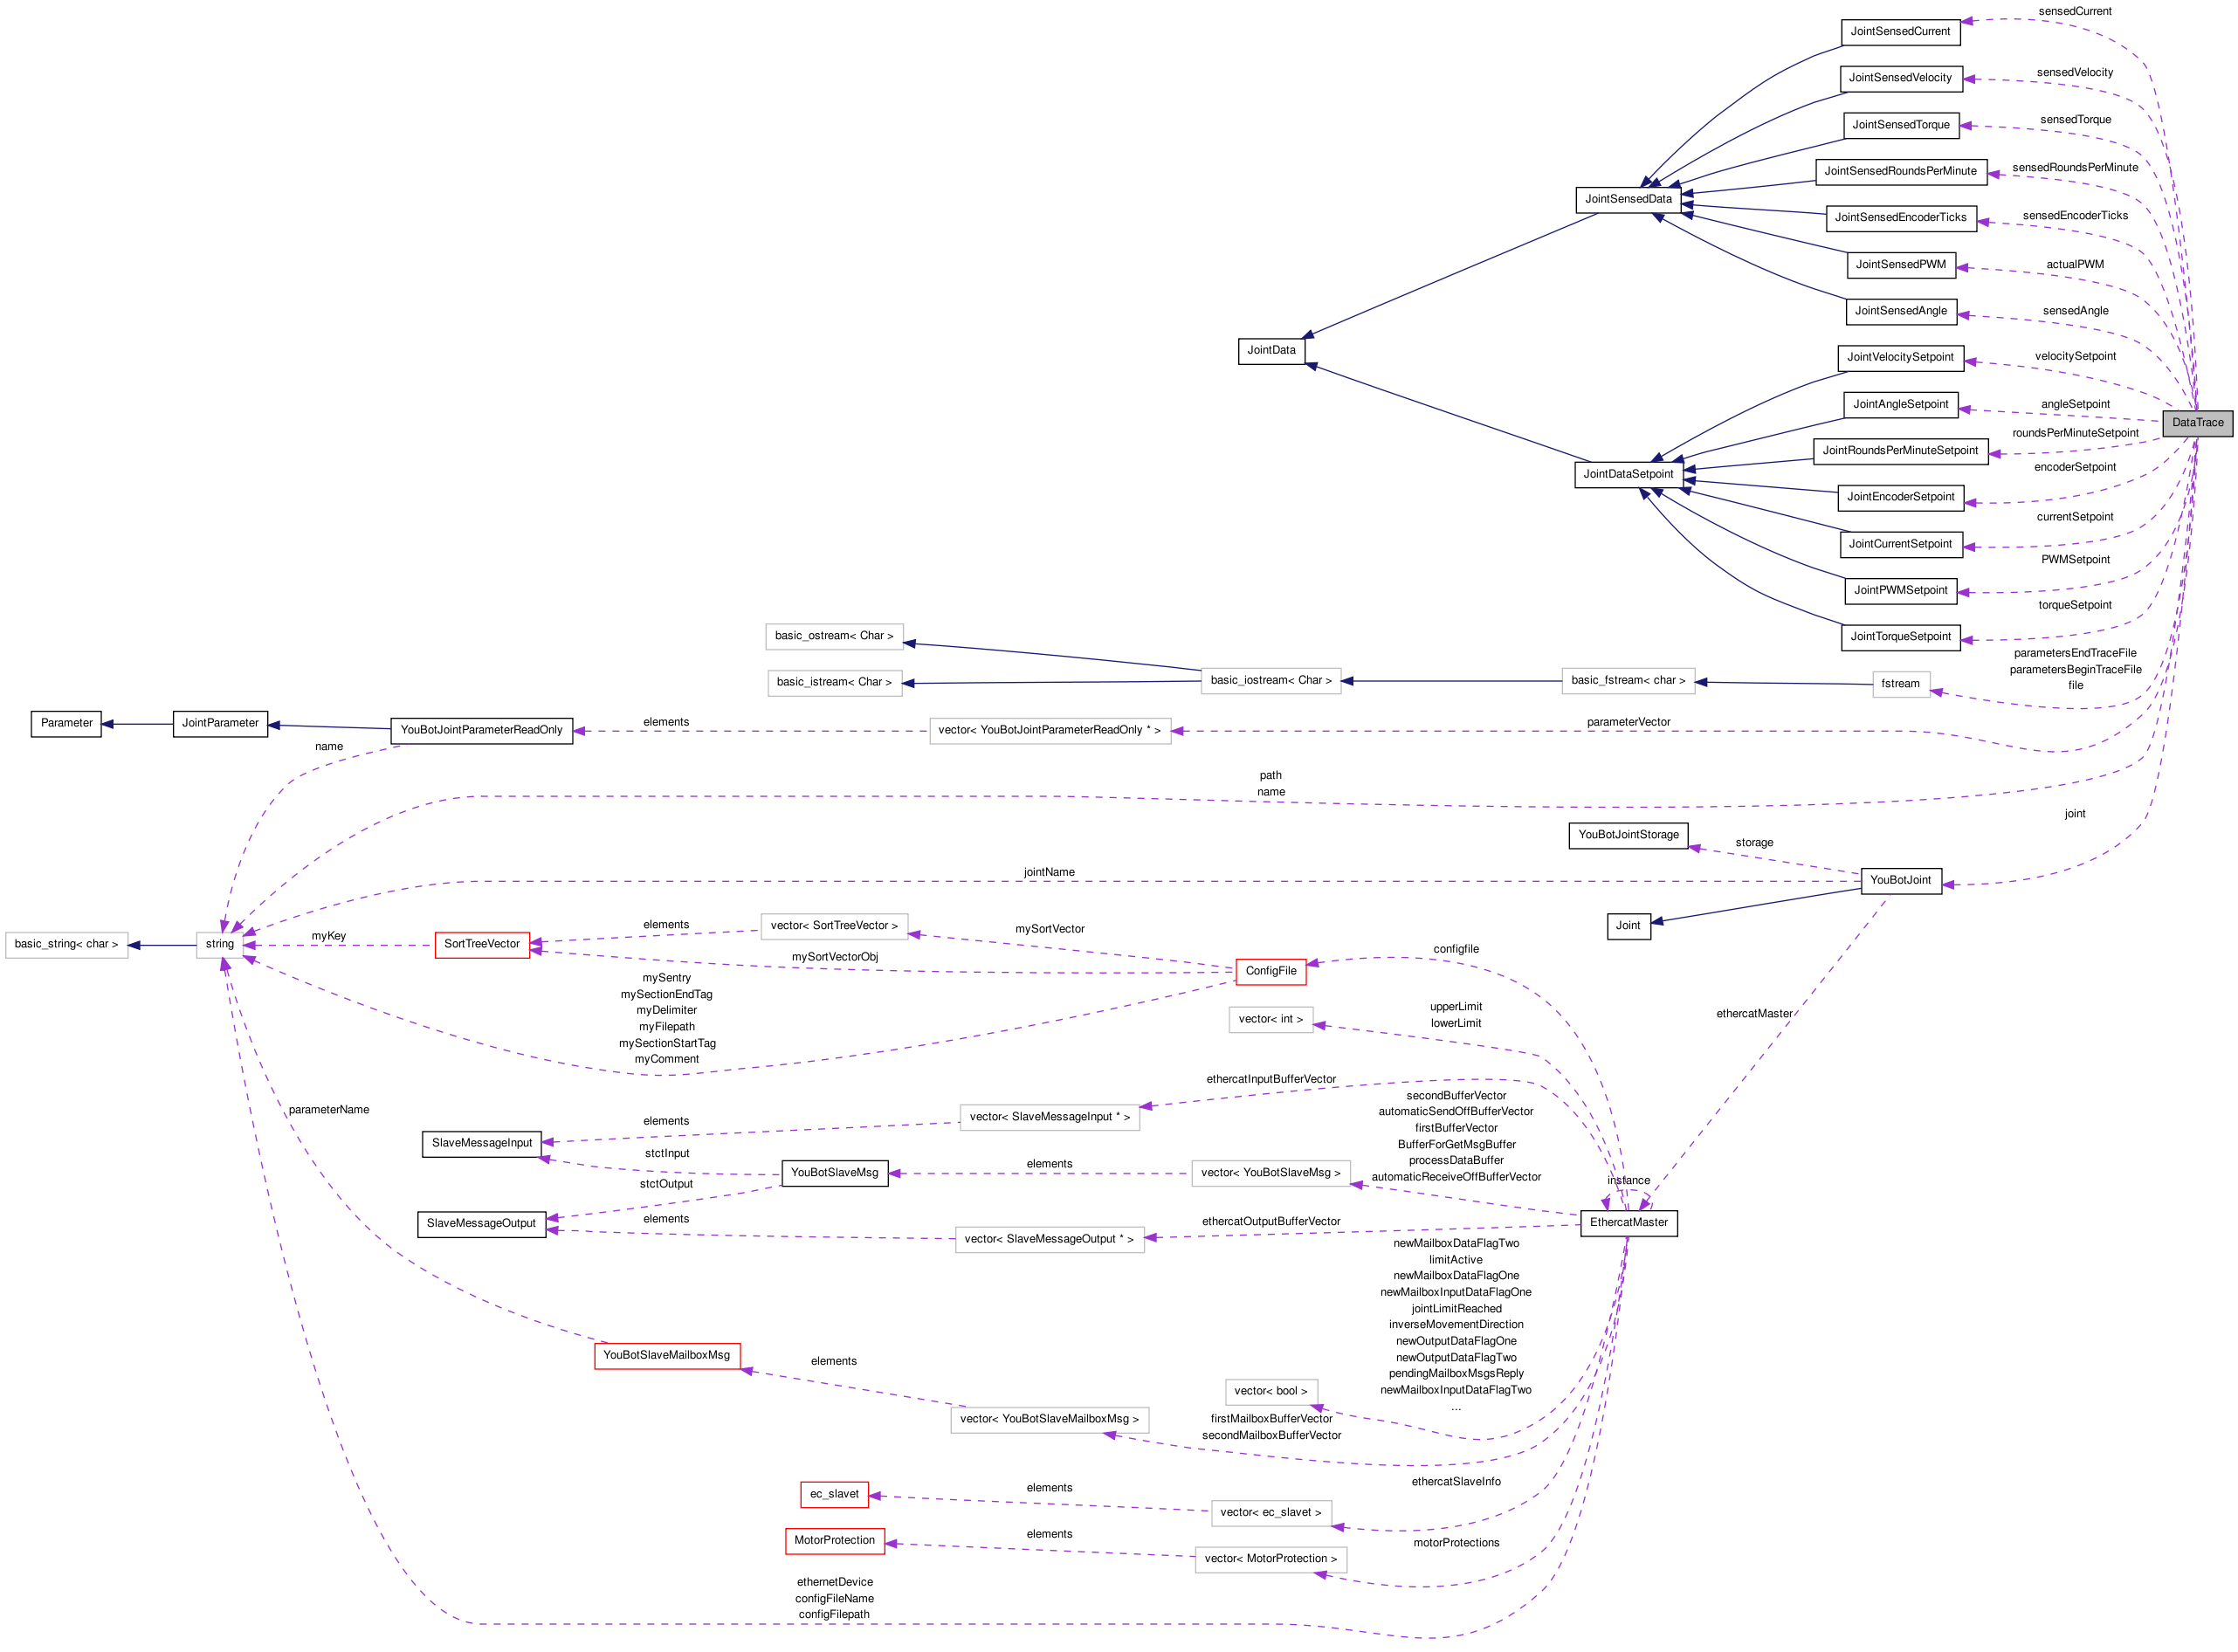 sensedCurrent
JointSensedCurrent
sensedVelocity
JointSensedVelocity
sensedTorque
JointSensedTorque
sensedRoundsPerMinute
JointSensedRoundsPerMinute
JointSensedData
sensedEncoderTicks
JointSensedEncoderTicks
actualPWM
JointSensedPWM
sensedAngle
JointSensedAngle
JointData
velocitySetpoint
JointVelocitySetpoint
angleSetpoint
JointAngleSetpoint
DataTrace
roundsPerMinuteSetpoint
JointRoundsPerMinuteSetpoint
encoderSetpoint
JointDataSetpoint
JointEncoderSetpoint
currentSetpoint
JointCurrentSetpoint
PWMSetpoint
JointPWMSetpoint
torqueSetpoint
JointTorqueSetpoint
basic_ostream< Char >
parametersEndTraceFile
parametersBeginTraceFile
file
basic_istream< Char >
basic_iostream< Char >
basic_fstream< char >
fstream
Parameter
JointParameter
YouBotJointParameterReadOnly
elements
vector< YouBotJointParameterReadOnly * >
parameterVector
name
path
name
joint
YouBotJointStorage
storage
jointName
YouBotJoint
Joint
basic_string< char >
string
myKey
SortTreeVector
elements
vector< SortTreeVector >
mySortVector
mySortVectorObj
ConfigFile
configfile
mySentry
mySectionEndTag
myDelimiter
myFilepath
mySectionStartTag
myComment
vector< int >
upperLimit
lowerLimit
ethercatMaster
ethercatInputBufferVector
vector< SlaveMessageInput * >
elements
SlaveMessageInput
stctInput
YouBotSlaveMsg
elements
vector< YouBotSlaveMsg >
secondBufferVector
automaticSendOffBufferVector
firstBufferVector
BufferForGetMsgBuffer
processDataBuffer
automaticReceiveOffBufferVector
instance
stctOutput
SlaveMessageOutput
elements
vector< SlaveMessageOutput * >
ethercatOutputBufferVector
EthercatMaster
parameterName
newMailboxDataFlagTwo
limitActive
newMailboxDataFlagOne
newMailboxInputDataFlagOne
jointLimitReached
inverseMovementDirection
newOutputDataFlagOne
newOutputDataFlagTwo
pendingMailboxMsgsReply
newMailboxInputDataFlagTwo
...
vector< bool >
YouBotSlaveMailboxMsg
elements
vector< YouBotSlaveMailboxMsg >
firstMailboxBufferVector
secondMailboxBufferVector
ec_slavet
elements
vector< ec_slavet >
ethercatSlaveInfo
MotorProtection
elements
vector< MotorProtection >
motorProtections
ethernetDevice
configFileName
configFilepath